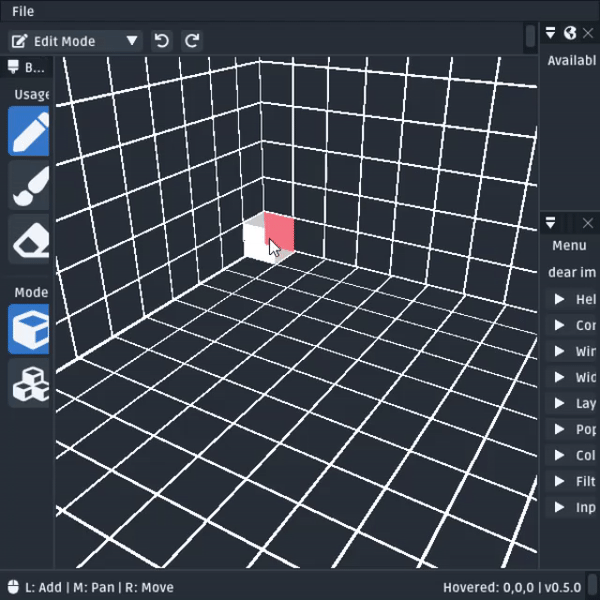 File
Edit Mode
B...
Usage
Mode
Availabl
Menu
dear im
Hel
Cor
Wir
Wid
Lay
Pop
Col
Filt
Inp
L: Add | M: Pan | R: Move
Hovered: 0,0,0 | v0.5.0